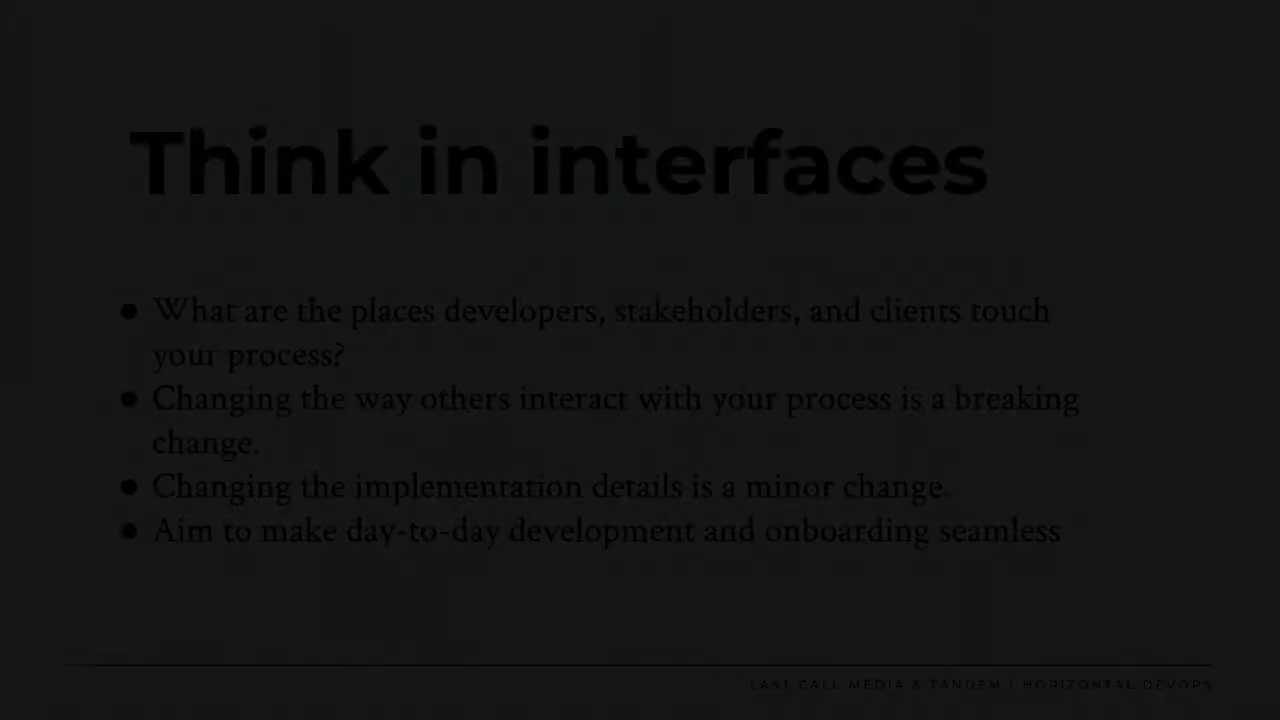 Think in interfaces
● What are the places developers, stakeholders, and clients touch
your process?
● Changing the way others interact with your process is a breaking
change.
● Changing the implementation details is a minor change.
● Aim to make day-to-day development and onboarding seamless
LAST CALL MEDIA & TANDEM | HORIZONTAL DEVOPS